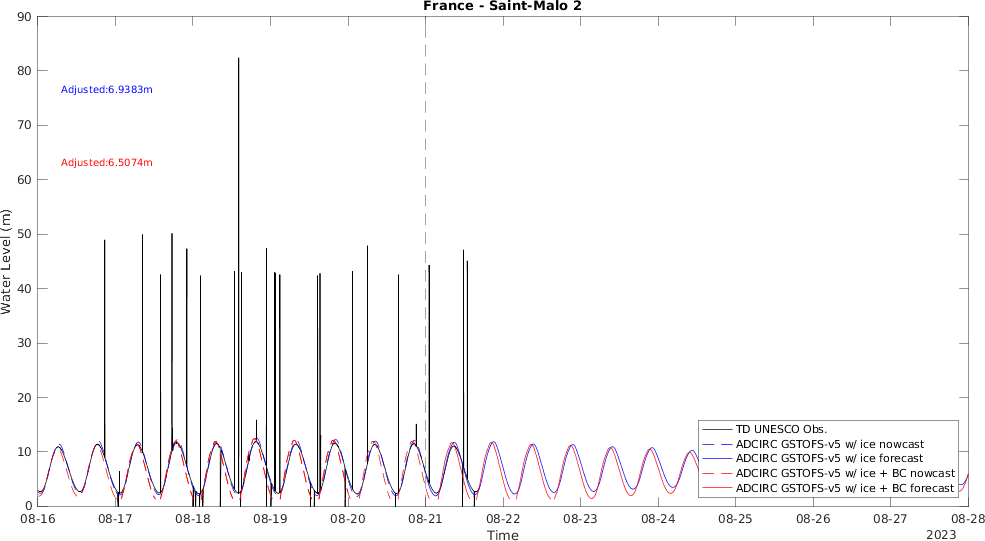 France - Saint-Malo 2
90
80
70
60
50
40
30
20
10
0
Water Level (m)
Adjusted:6.9383m
Adjusted:6.5074m
TD UNESCO Obs.
ADCIRC GSTOFS-v5 w/ ice nowcast
ADCIRC GSTOFS-v5 w/ ice forecast
ADCIRC GSTOFS-v5 w/ ice + BC nowcast
ADCIRC GSTOFS-v5 w/ ice + BC forecast
08-16 08-17 08-18 08-19 08-20 08-21 08-22 08-23 08-24 08-25 08-26 08-27 08-28
Time
2023